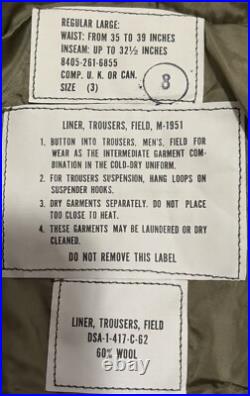 REGULAR LARGE:
WAIST: FROM 35 TO 39 INCHES
INSEAM: UP TO 32½ INCHES
8405-261-6855
COMP. U. K. OR CAN.
SIZE (3)
8
LINER, TROUSERS, FIELD, M-1951
1. BUTTON INTO TROUSERS, MEN'S, FIELD FOR
WEAR AS THE INTERMEDIATE GARMENT COM-
BINATION IN THE COLD-DRY UNIFORM.
2. FOR TROUSERS SUSPENSION, HANG LOOPS ON
SUSPENDER HOOKS.
3. DRY GARMENTS SEPARATELY. DO NOT PLACE
TOO CLOSE TO HEAT.
4. THESE GARMENTS MAY BE LAUNDERED OR DRY
CLEANED.
DO NOT REMOVE THIS LABEL
LINER, TROUSERS, FIELD
DSA-1-417-C-62
60% WOOL